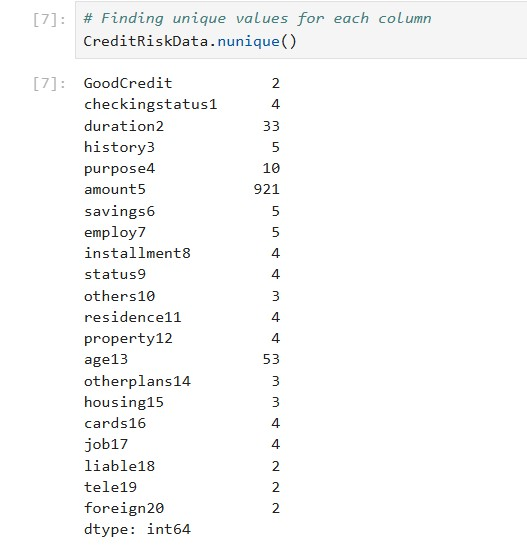 [7]: # Finding unique values for each column
CreditRiskData.nunique()
[7]: GoodCredit 2
checkingstatus1 4
duration2 33
history3 5
purpose4 10
amount5 921
savings6 5
employ7 5
installment8 4
status9 4
others10 3
residence11 4
property12 4
age13 53
otherplans14 3
housing15 3
cards16 4
job17 4
liable18 2
tele19 2
foreign20 2
dtype: int64